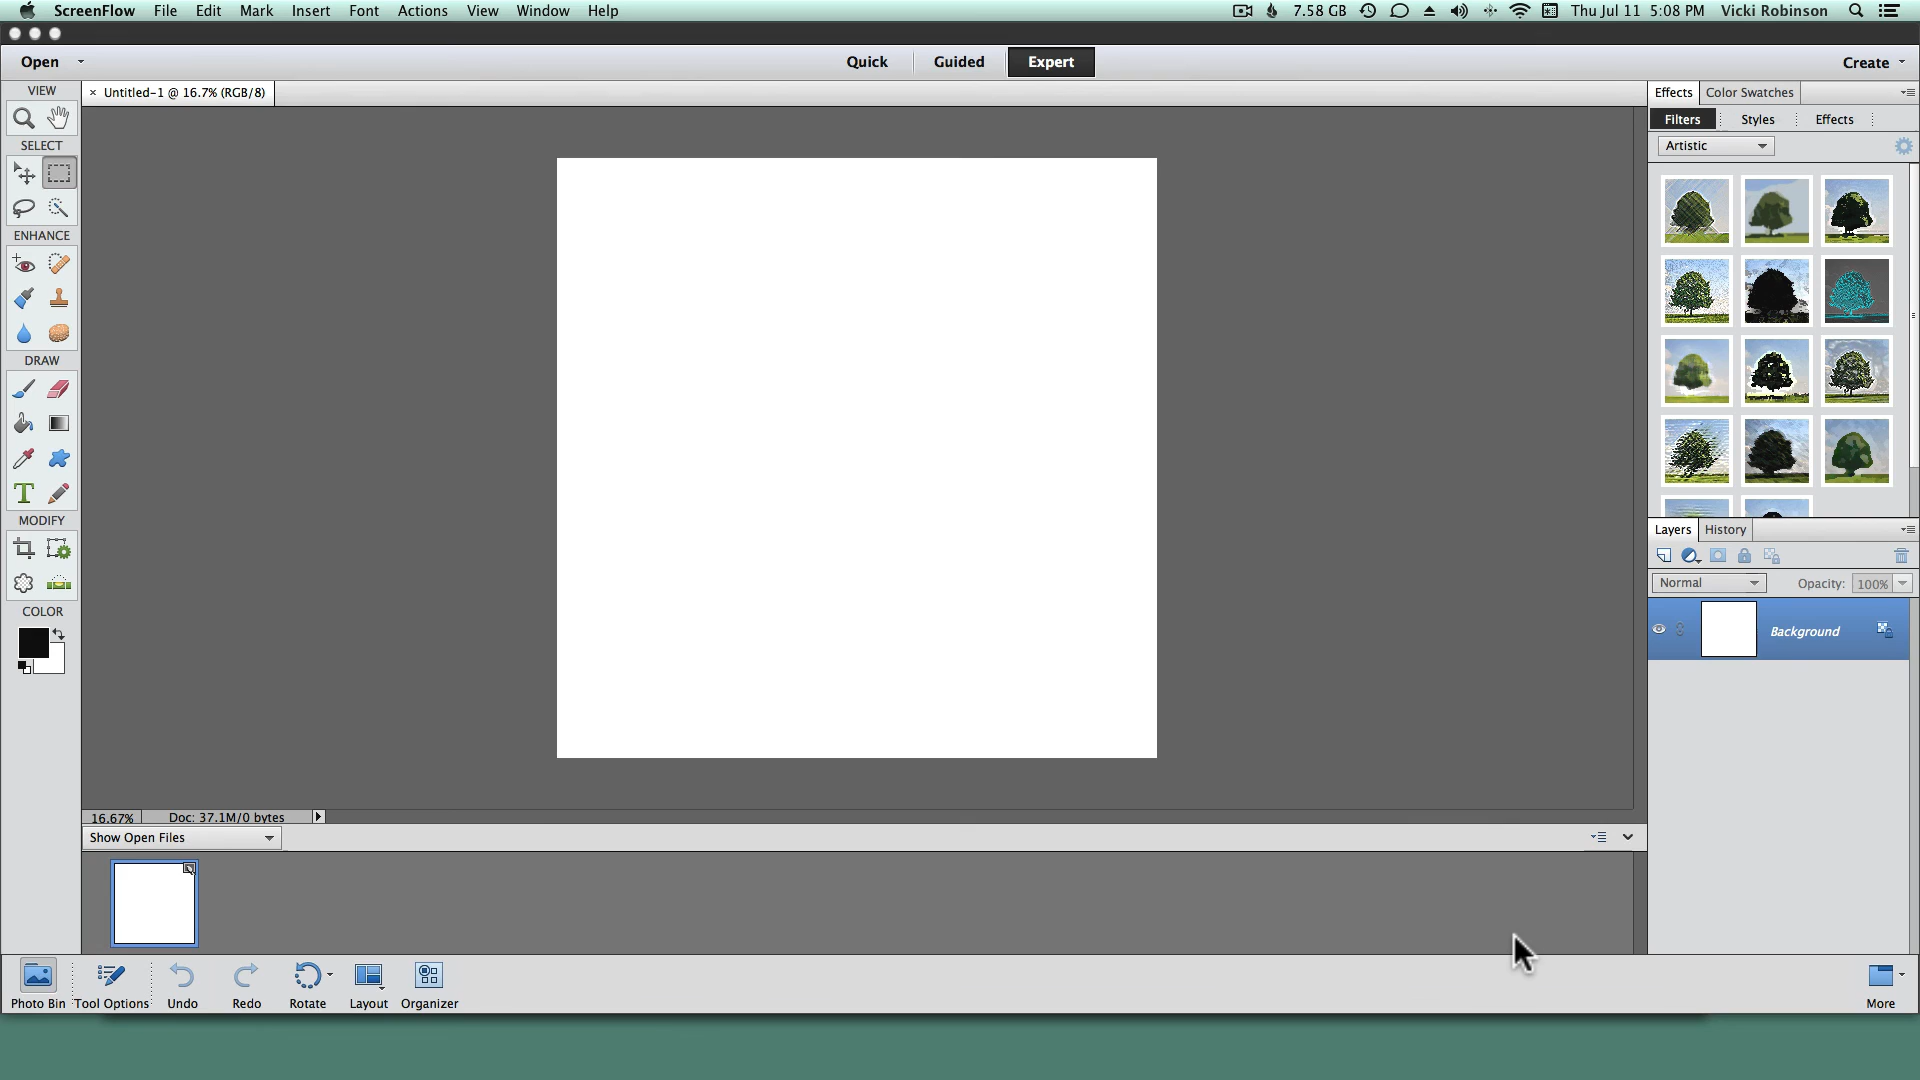 ScreenFlow File Edit Mark Insert Font Actions View Window Help 7.58 GB Thu Jul 11 5:08 PM Vicki Robinson
Open Quick Guided Expert Create
VIEW × Untitled-1 @ 16.7% (RGB/8) Effects Color Swatches
Filters Styles Effects
SELECT Artistic
ENHANCE
DRAW
T
MODIFY Layers History
Normal Opacity: 100%
COLOR
Background
16.67% Doc: 37.1M/0 bytes
Show Open Files
Photo Bin Tool Options Undo Redo Rotate Layout Organizer More